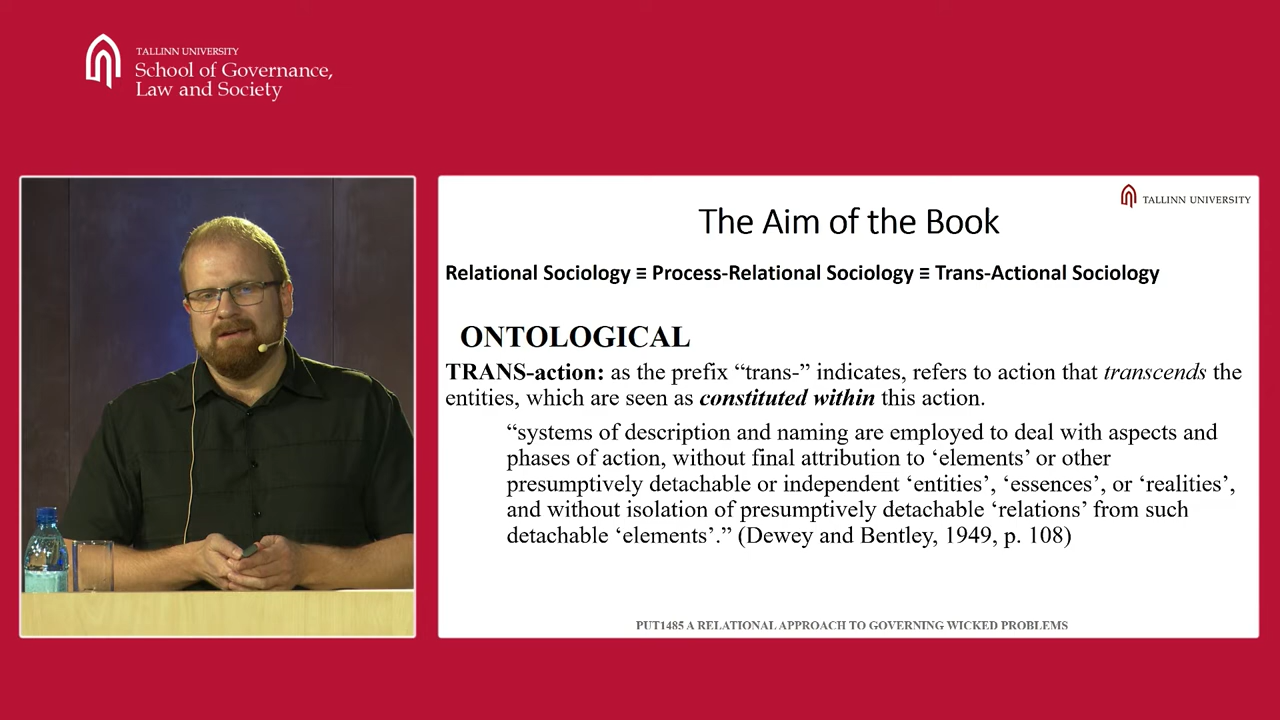 TALLINN UNIVERSITY
School of Governance,
Law and Society
TALLINN UNIVERSITY
The Aim of the Book
Relational Sociology ≡ Process-Relational Sociology ≡ Trans-Actional Sociology
ONTOLOGICAL
TRANS-action: as the prefix “trans-” indicates, refers to action that transcends the
entities, which are seen as constituted within this action.
“systems of description and naming are employed to deal with aspects and
phases of action, without final attribution to ‘elements’ or other
presumptively detachable or independent ‘entities’, ‘essences’, or ‘realities’,
and without isolation of presumptively detachable ‘relations’ from such
detachable ‘elements’.” (Dewey and Bentley, 1949, p. 108)
PUT1485 A RELATIONAL APPROACH TO GOVERNING WICKED PROBLEMS